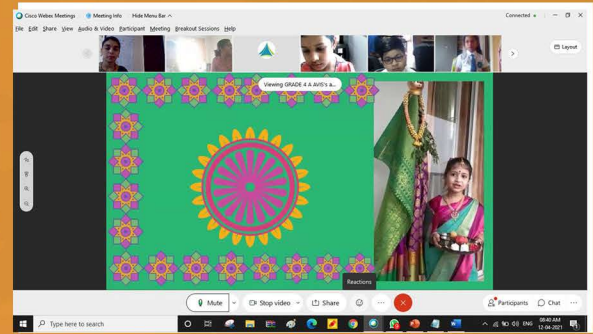 Cisco Webex Meetings
Meeting Info
Hide Menu Bar
Connected
File Edit Share View Audio & Video Participant Meeting Breakout Sessions Help
Layout
Viewing GRADE 4 A AVIS's a...
Reactions
Mute
Stop video
Share
Participants
Chat
Type here to search
ENG
08:40 AM
12-04-2021